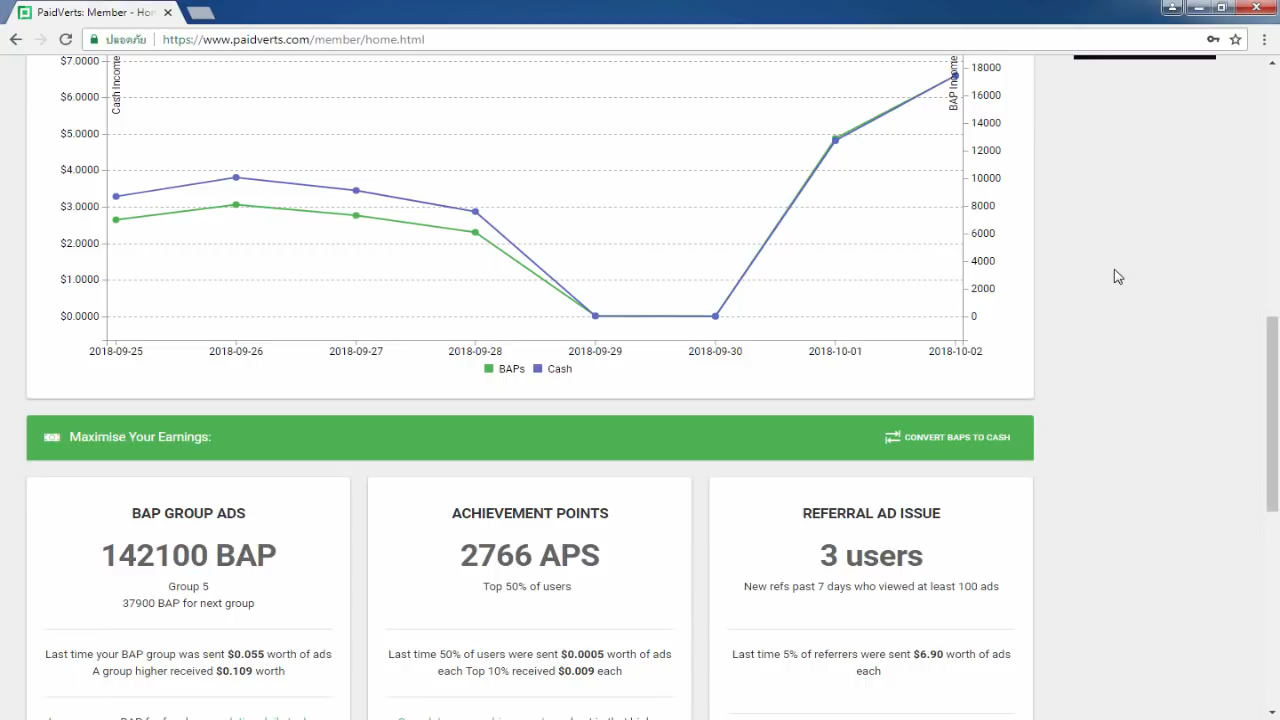 PaidVerts: Member - Hon
ปลอดภัย
https://www.paidverts.com/member/home.html
$7.0000
$6.0000
$5.0000
$4.0000
$3.0000
$2.0000
$1.0000
$0.0000
Cash Income
BAP Income
18000
16000
14000
12000
10000
8000
6000
4000
2000
0
2018-09-25 2018-09-26 2018-09-27 2018-09-28 2018-09-29 2018-09-30 2018-10-01 2018-10-02
BAPs Cash
Maximise Your Earnings:
CONVERT BAPS TO CASH
BAP GROUP ADS
142100 BAP
Group 5
37900 BAP for next group
Last time your BAP group was sent $0.055 worth of ads
A group higher received $0.109 worth
ACHIEVEMENT POINTS
2766 APS
Top 50% of users
Last time 50% of users were sent $0.0005 worth of ads
each Top 10% received $0.009 each
REFERRAL AD ISSUE
3 users
New refs past 7 days who viewed at least 100 ads
Last time 5% of referrers were sent $6.90 worth of ads
each